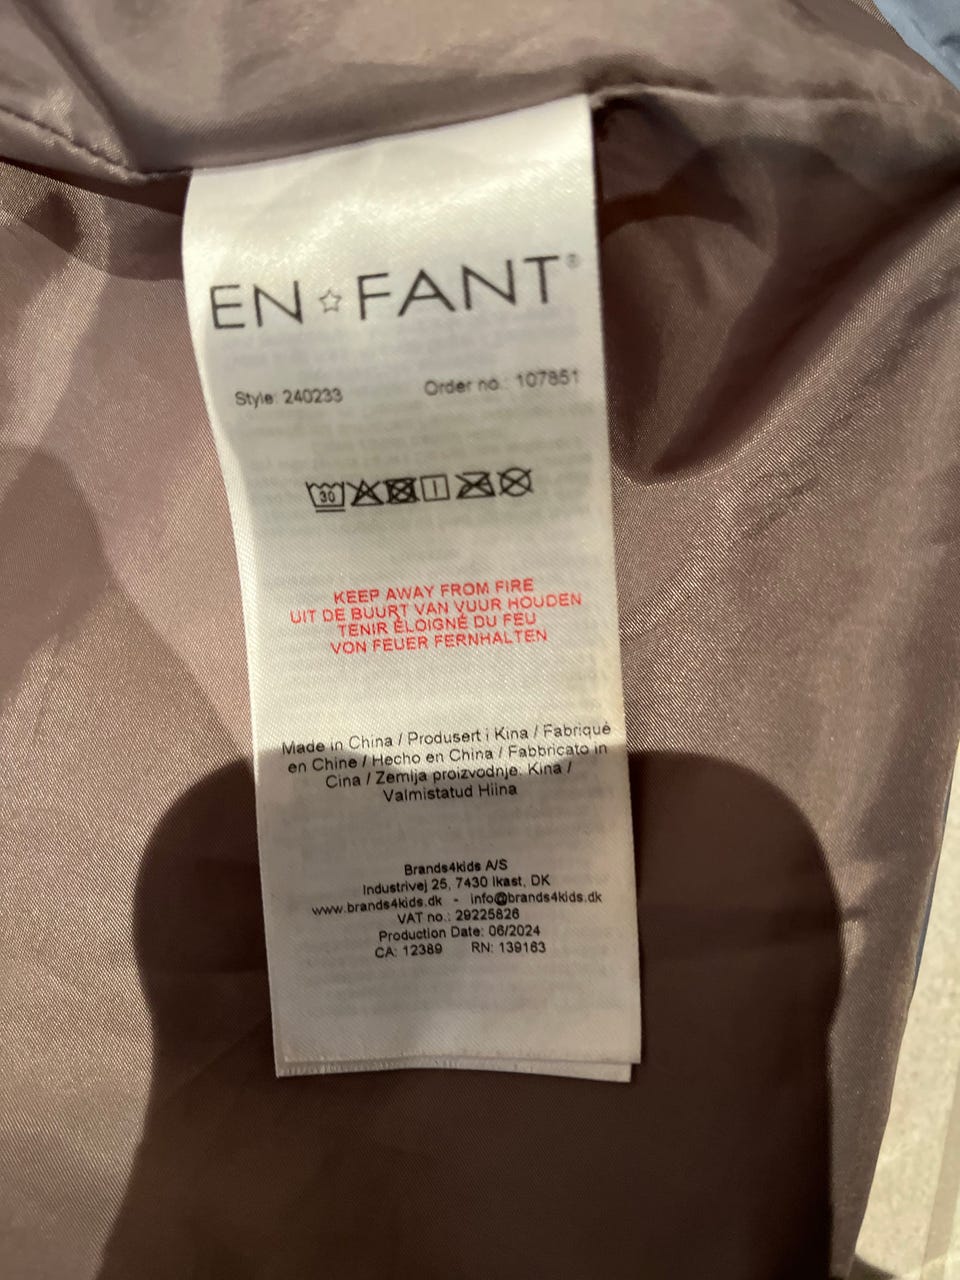 EN☆FANT®
Style: 240233 Order no.: 107851
30
KEEP AWAY FROM FIRE
UIT DE BUURT VAN VUUR HOUDEN
TENIR ÉLOIGNÉ DU FEU
VON FEUER FERNHALTEN
Made in China / Produsert i Kina / Fabriqué
en Chine / Hecho en China / Fabbricato in
Cina / Zemlja proizvodnje: Kina /
Valmistatud Hiina
Brands4kids A/S
Industrivej 25, 7430 Ikast, DK
www.brands4kids.dk - info@brands4kids.dk
VAT no.: 29225826
Production Date: 06/2024
CA: 12389 RN: 139163